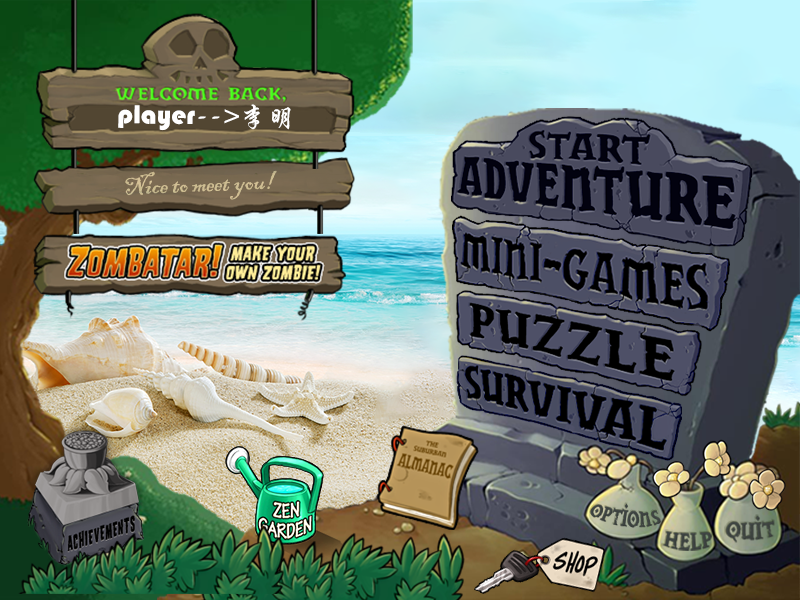 WELCOME BACK,
player-->李明
Nice to meet you!
ZOMBATAR! MAKE YOUR
OWN ZOMBIE!
START
ADVENTURE
MINI-GAMES
PUZZLE
SURVIVAL
THE
SUBURBAN
ALMANAC
ACHIEVEMENTS
ZEN
GARDEN
OPTIONS
HELP
QUIT
SHOP